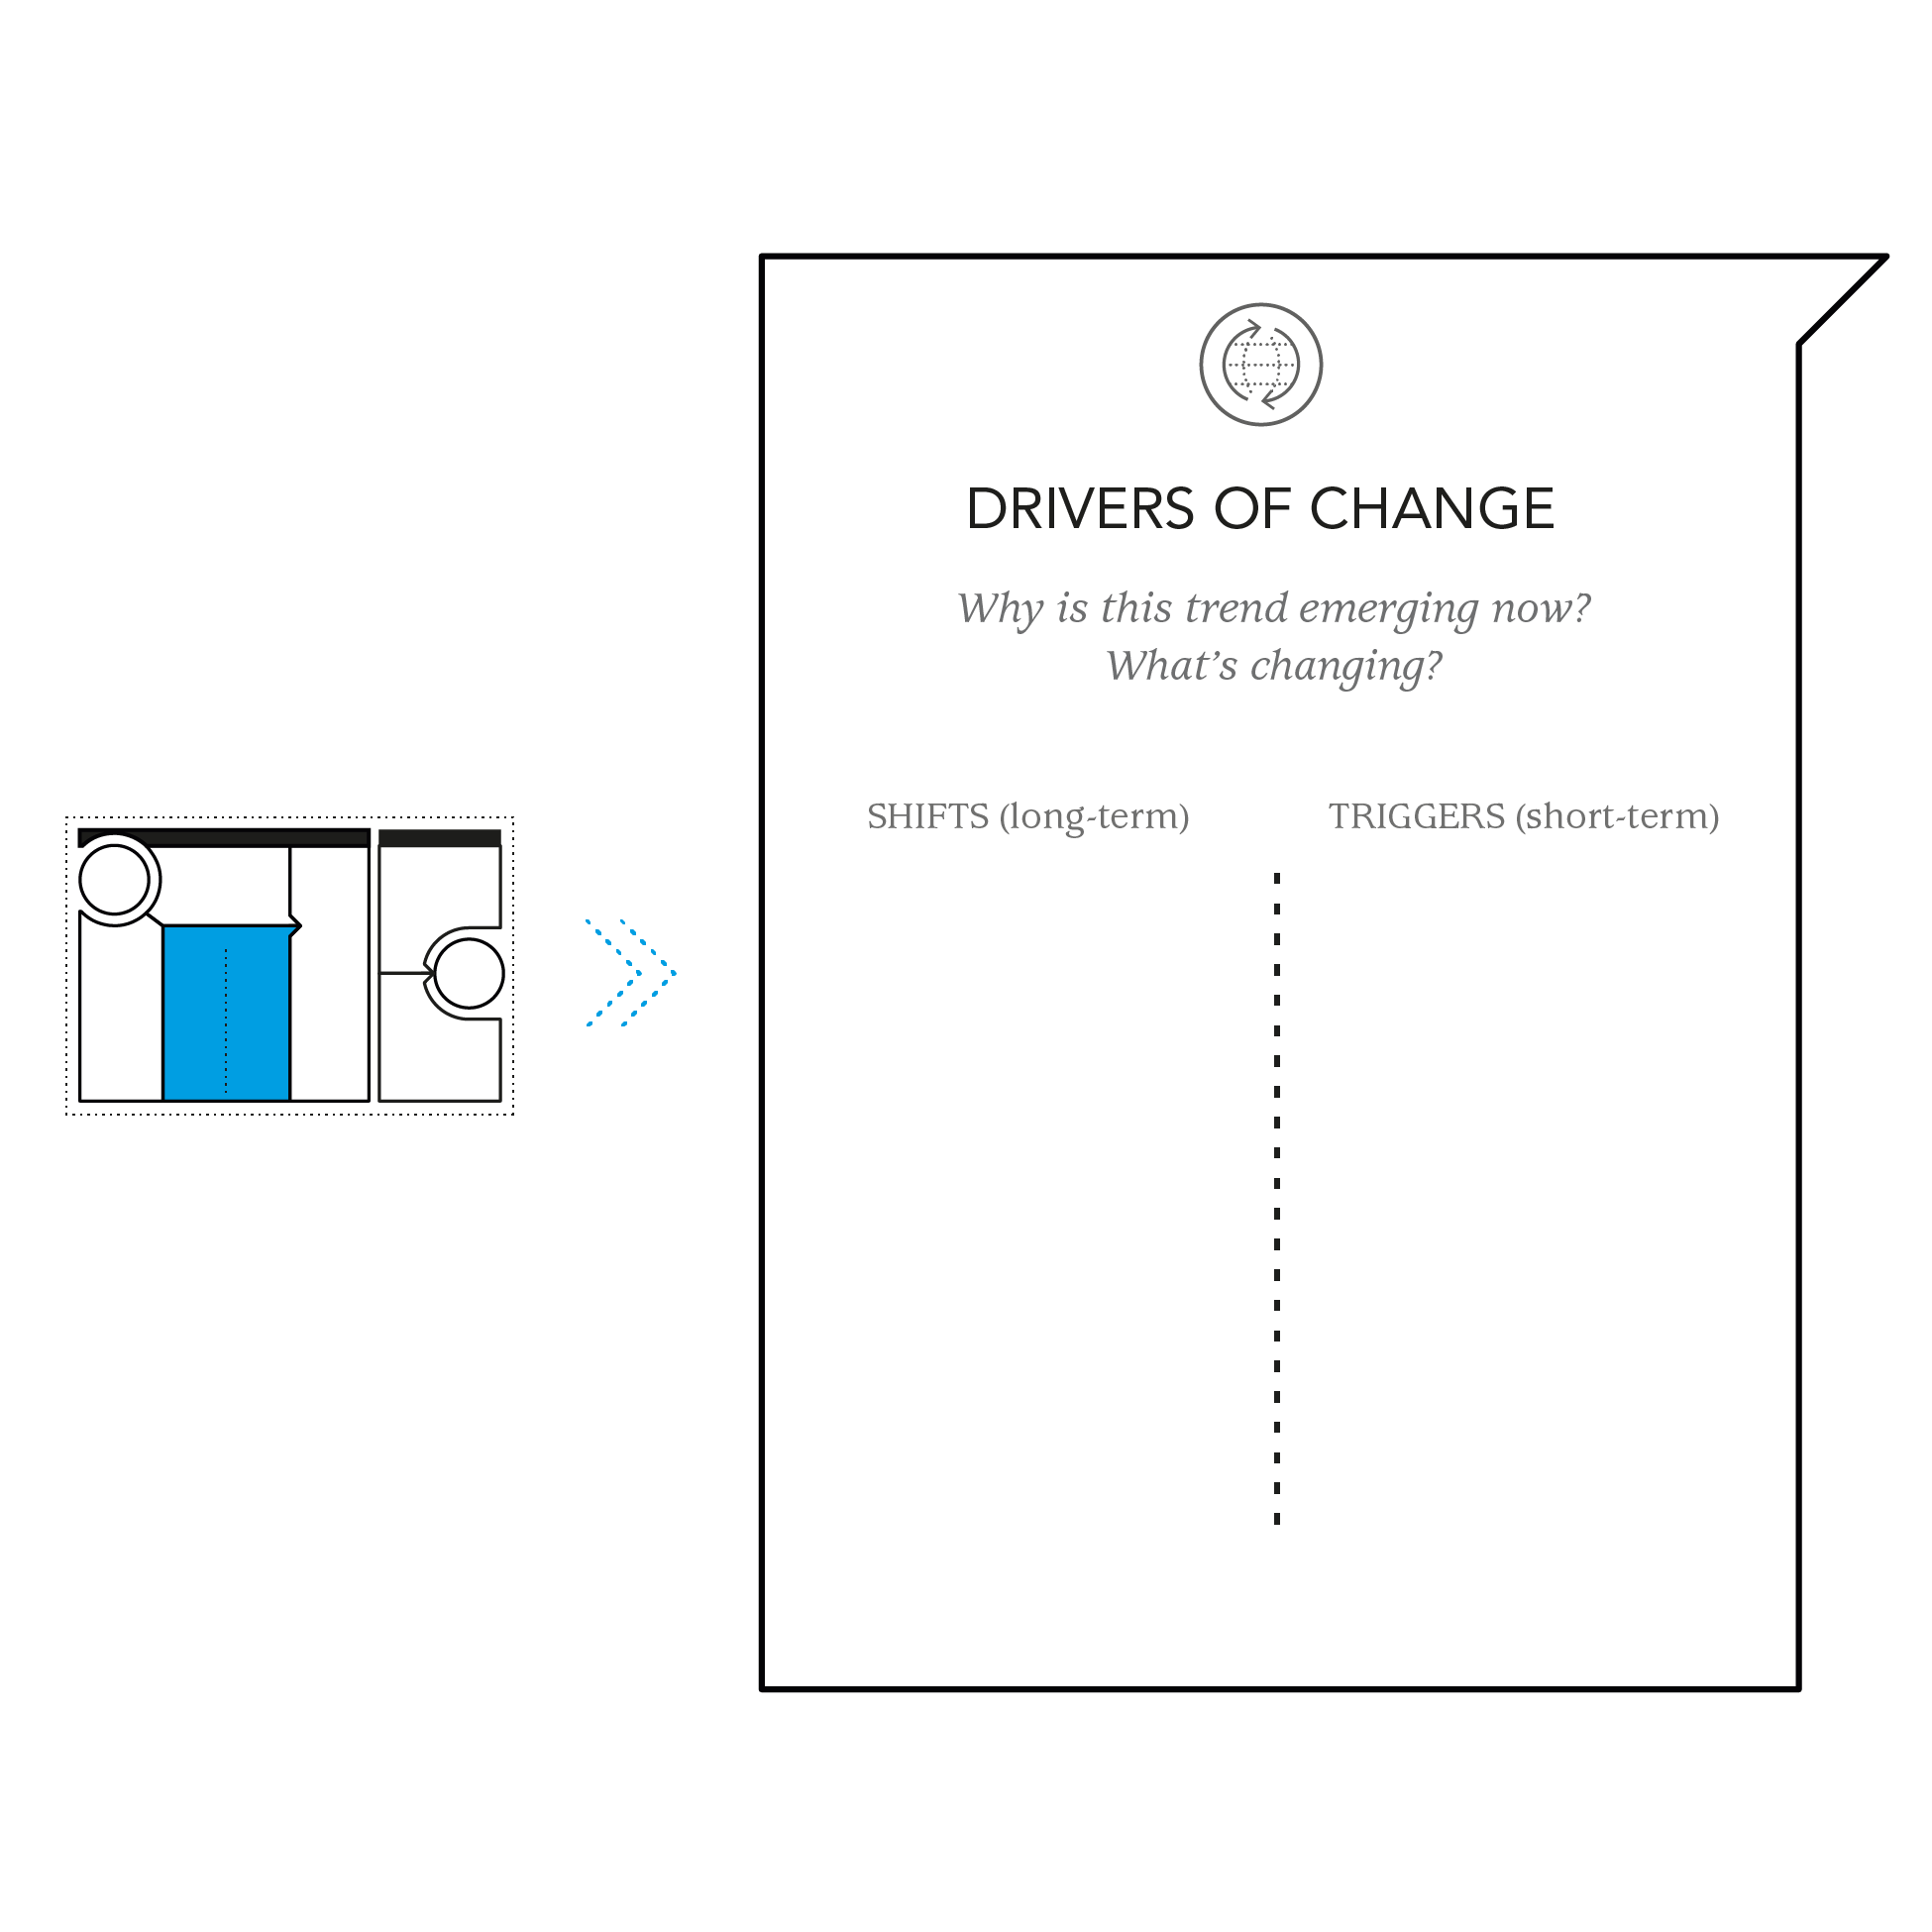 DRIVERS OF CHANGE
Why is this trend emerging now?
What’s changing?
SHIFTS (long-term)
TRIGGERS (short-term)